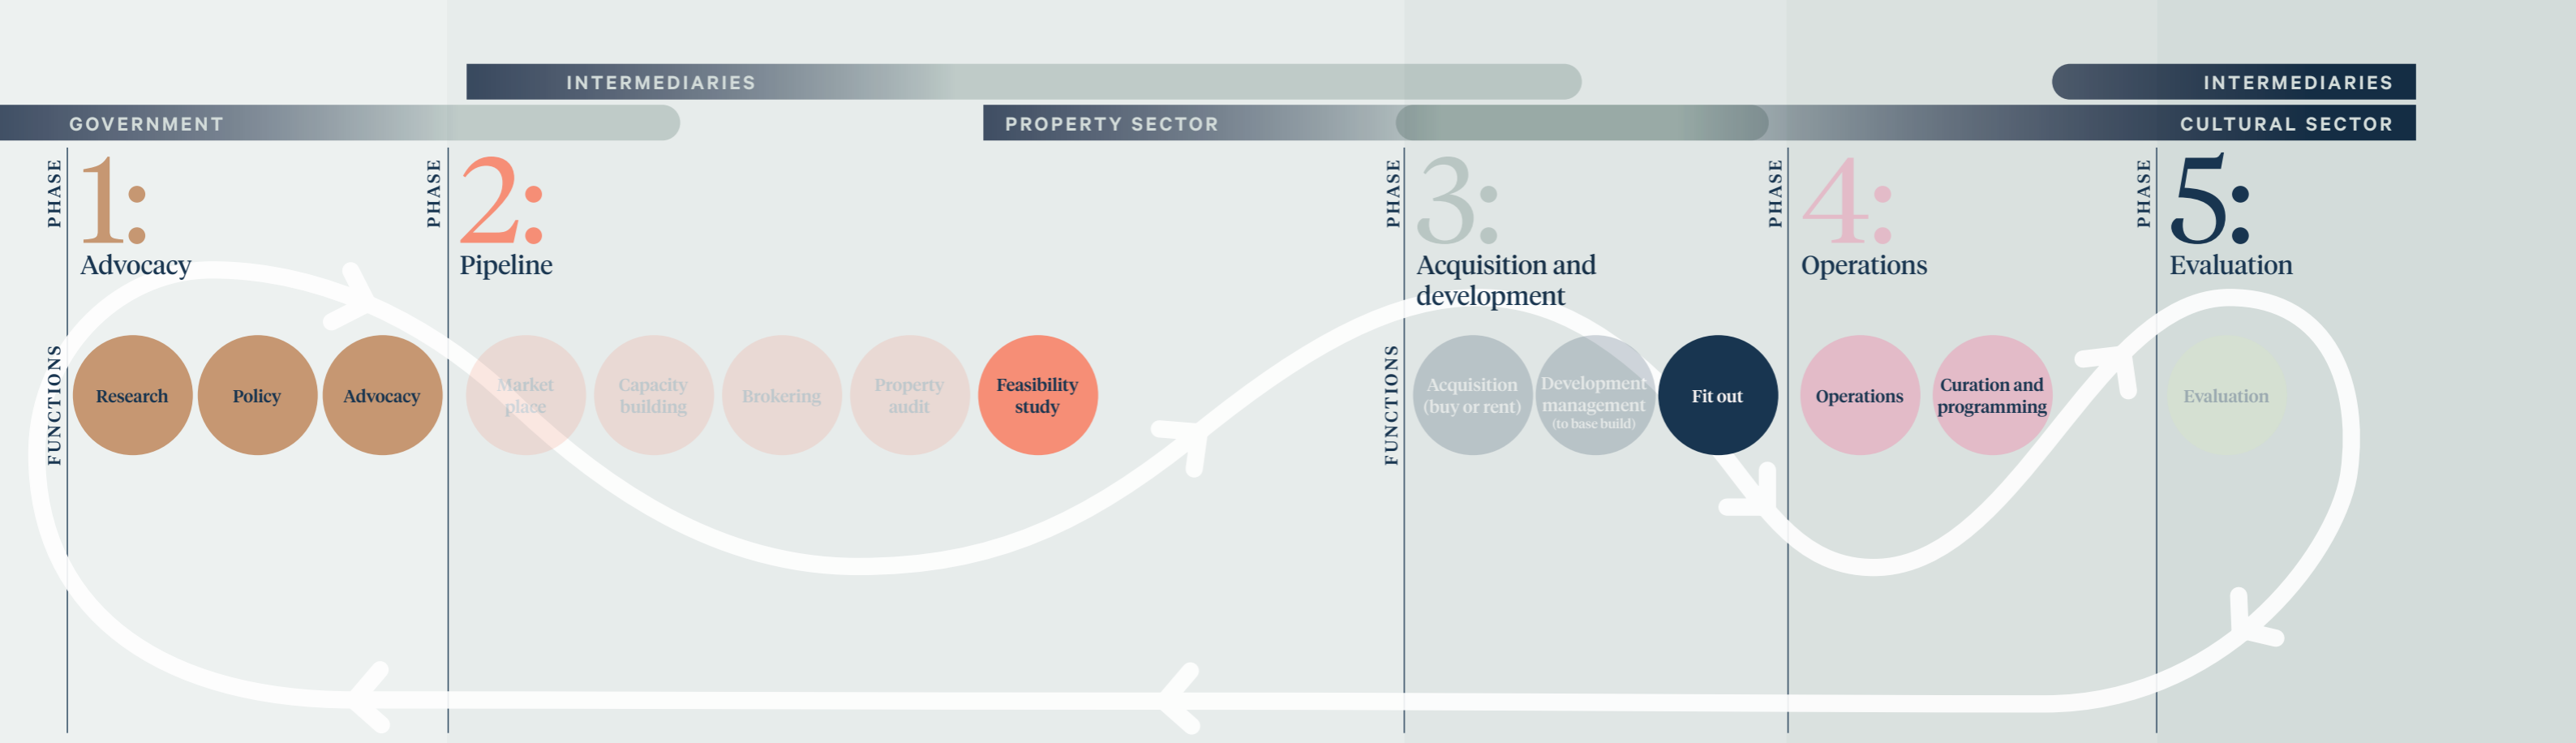 INTERMEDIARIES
INTERMEDIARIES
GOVERNMENT
PROPERTY SECTOR
CULTURAL SECTOR
PHASE
1:
Advocacy
PHASE
2:
Pipeline
PHASE
3:
Acquisition and
development
PHASE
4:
Operations
PHASE
5:
Evaluation
FUNCTIONS
Research
Policy
Advocacy
Market
place
Capacity
building
Brokering
Property
audit
Feasibility
study
FUNCTIONS
Acquisition
(buy or rent)
Development
management
(to base build)
Fit out
Operations
Curation and
programming
Evaluation